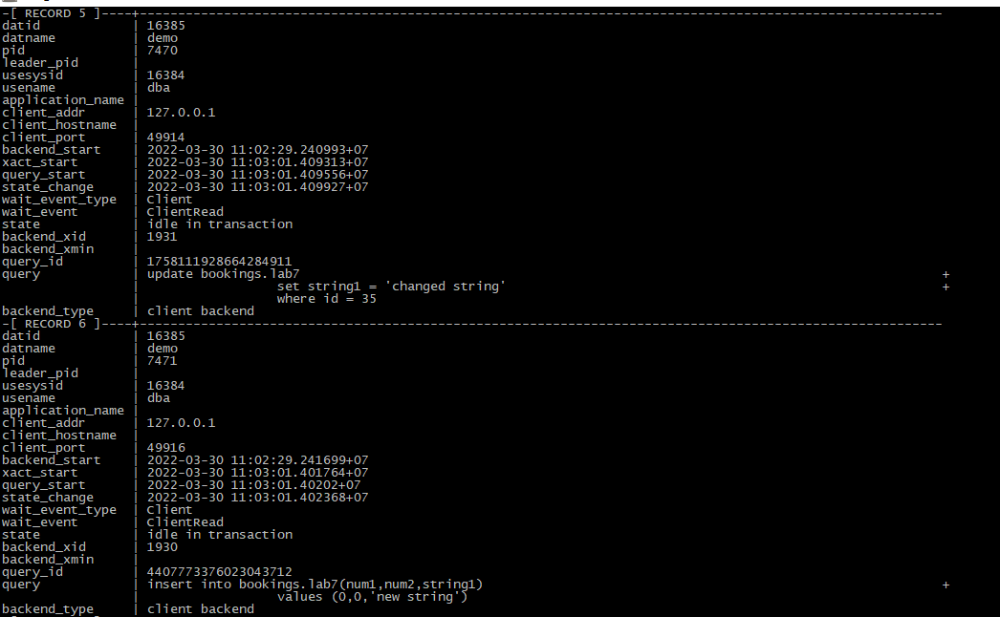 -[ RECORD 5 ]----+---------------------------------------------------------------------------------------------------------
datid            | 16385
datname          | demo
pid              | 7470
leader_pid       |
usesysid         | 16384
usename          | dba
application_name |
client_addr      | 127.0.0.1
client_hostname  |
client_port      | 49914
backend_start    | 2022-03-30 11:02:29.240993+07
xact_start       | 2022-03-30 11:03:01.409313+07
query_start      | 2022-03-30 11:03:01.409556+07
state_change     | 2022-03-30 11:03:01.409927+07
wait_event_type  | Client
wait_event       | ClientRead
state            | idle in transaction
backend_xid      | 1931
backend_xmin     |
query_id         | 1758111928664284911
query            | update bookings.lab7                                                                                    +
                 |                  set string1 = 'changed string'                                                         +
                 |                  where id = 35
backend_type     | client backend
-[ RECORD 6 ]----+---------------------------------------------------------------------------------------------------------
datid            | 16385
datname          | demo
pid              | 7471
leader_pid       |
usesysid         | 16384
usename          | dba
application_name |
client_addr      | 127.0.0.1
client_hostname  |
client_port      | 49916
backend_start    | 2022-03-30 11:02:29.241699+07
xact_start       | 2022-03-30 11:03:01.401764+07
query_start      | 2022-03-30 11:03:01.40202+07
state_change     | 2022-03-30 11:03:01.402368+07
wait_event_type  | Client
wait_event       | ClientRead
state            | idle in transaction
backend_xid      | 1930
backend_xmin     |
query_id         | 4407773376023043712
query            | insert into bookings.lab7(num1,num2,string1)                                                            +
                 |                  values (0,0,'new string')
backend_type     | client backend